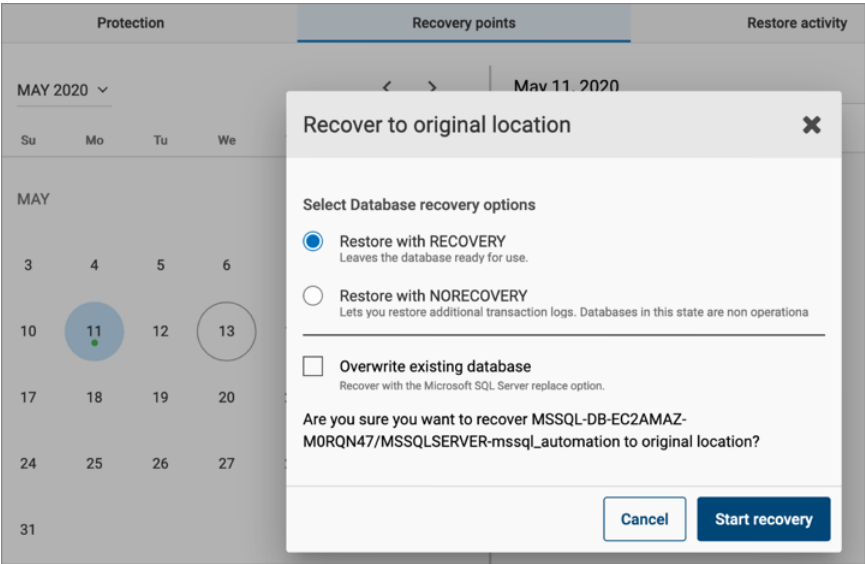 Protection
Recovery points
Restore activity
MAY 2020
May 11, 2020
Su Mo Tu We
MAY
3 4 5 6
10 11 12 13
17 18 19 20
24 25 26 27
31
Recover to original location
Select Database recovery options
Restore with RECOVERY
Leaves the database ready for use.
Restore with NORECOVERY
Lets you restore additional transaction logs. Databases in this state are non operationa
Overwrite existing database
Recover with the Microsoft SQL Server replace option.
Are you sure you want to recover MSSQL-DB-EC2AMAZ-
M0RQN47/MSSQLSERVER-mssql_automation to original location?
Cancel
Start recovery